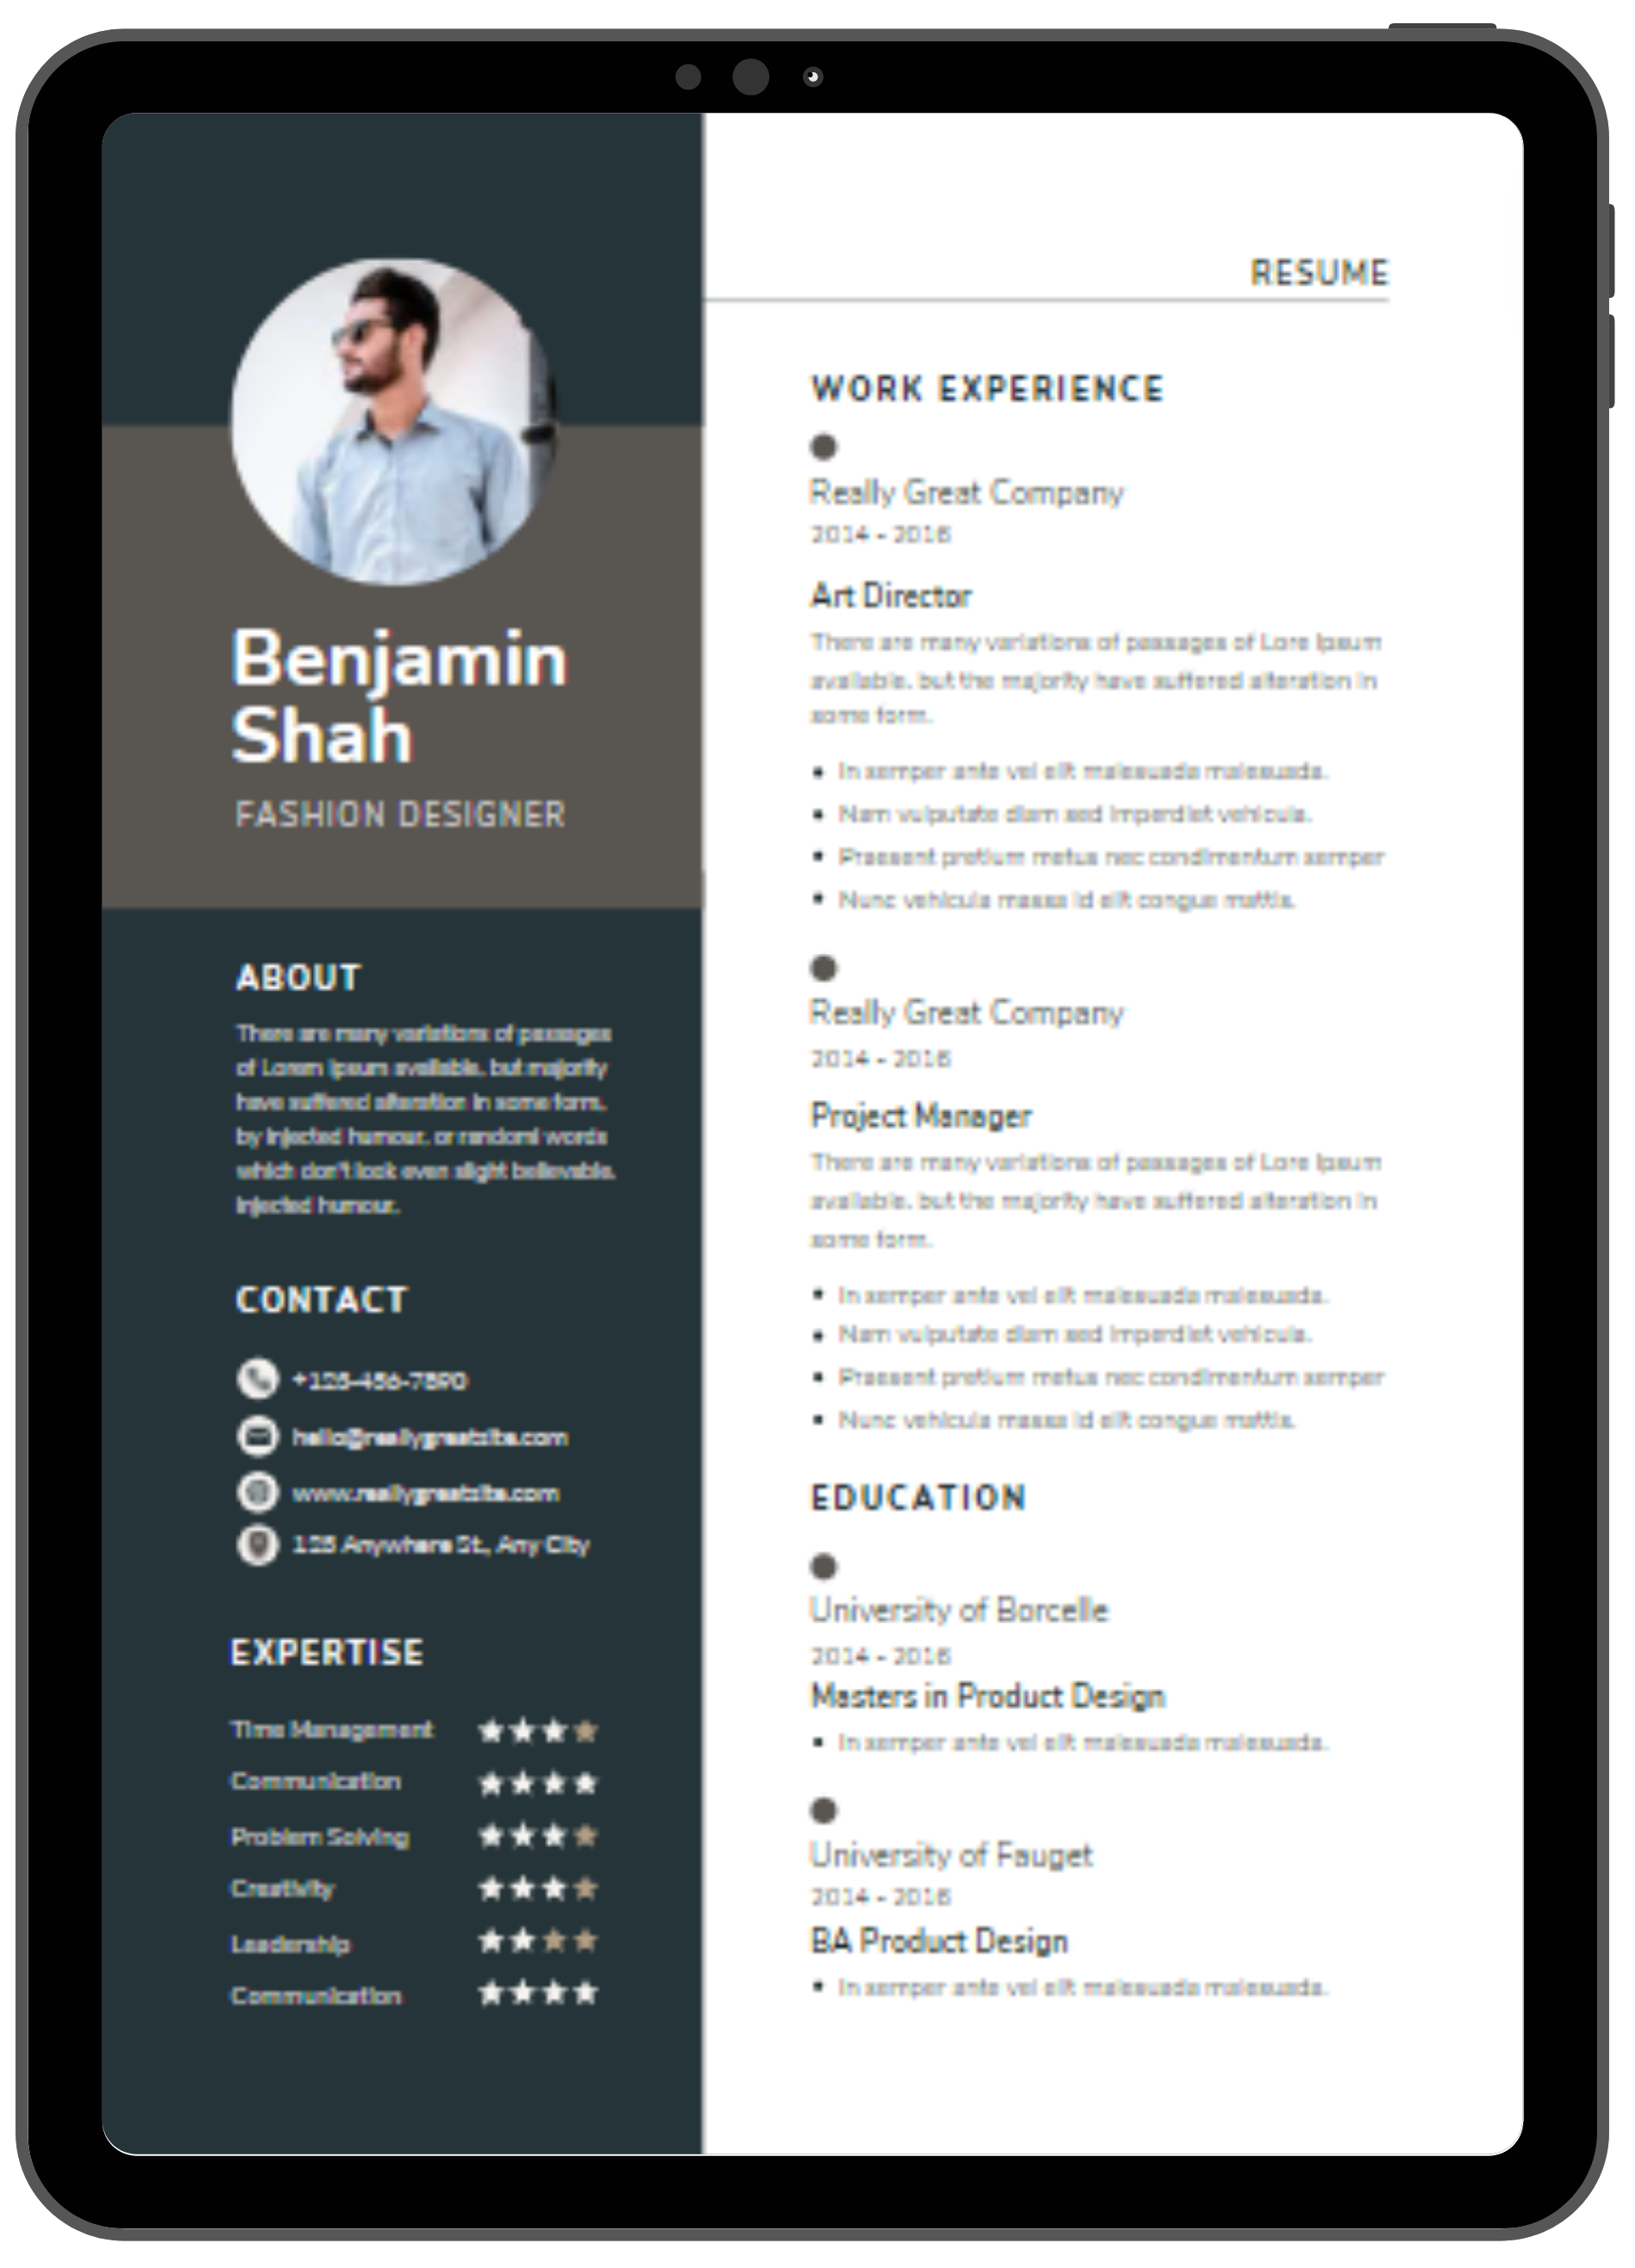 Benjamin
Shah
FASHION DESIGNER
ABOUT
There are many variations of passages
of Lorem Ipsum available, but majority
have suffered alteration in some form,
by injected humour, or randomi words
which don't look even slight believable.
injected humour.
CONTACT
hello@reallygreatsite.com
www.reallygreatsite.com
Anywhere St., Any City
EXPERTISE
Time Management
Communication
Problem Solving
Creativity
Leadership
Communication
RESUME
WORK EXPERIENCE
Really Great Company
2014 - 2016
Art Director
There are many variations of passages of Lore Ipsum
available, but the majority have suffered alteration in
some form.
In semper ante vel elit malesuada malesuada.
Nam vulputate diam sed imperdiet vehicula.
Praesent pretium metus nec condimentum semper
Nunc vehicula massa id elit congue mattis.
Really Great Company
2014 - 2016
Project Manager
There are many variations of passages of Lore Ipsum
available, but the majority have suffered alteration in
some form.
In semper ante vel elit malesuada malesuada.
Nam vulputate diam sed imperdiet vehicula.
Praesent pretium metus nec condimentum semper
Nunc vehicula massa id elit congue mattis.
EDUCATION
University of Borcelle
2014 - 2016
Masters in Product Design
In semper ante vel elit malesuada malesuada.
University of Fauget
2014 - 2016
BA Product Design
In semper ante vel elit malesuada malesuada.